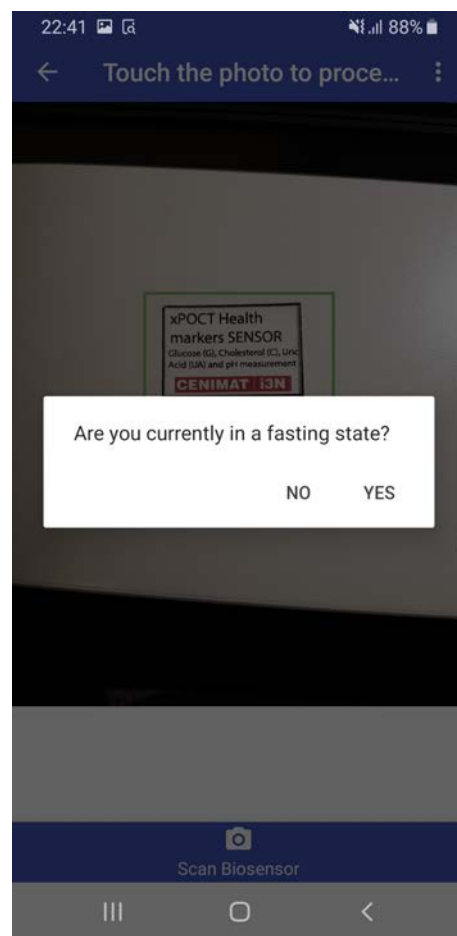 22:41 88%
Touch the photo to proce...
xPOCT Health
markers SENSOR
Glucose (G), Cholesterol (C), Uric
Acid (UA) and pH measurement
CENIMAT i3N
Are you currently in a fasting state?
NO YES
Scan Biosensor